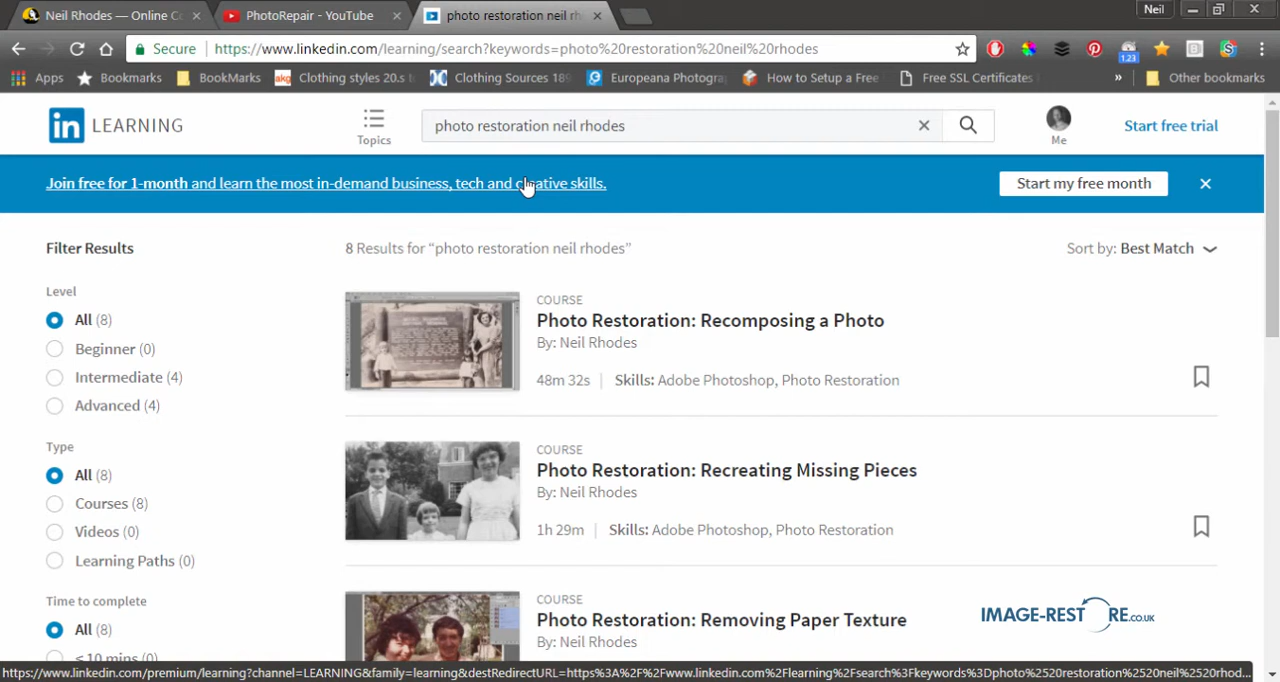 Neil Rhodes — Online C
PhotoRepair - YouTube
photo restoration neil rh
Neil
Secure
https://www.linkedin.com/learning/search?keywords=photo%20restoration%20neil%20rhodes
Apps
Bookmarks
BookMarks
akg
Clothing styles 20.s t
Clothing Sources 189
Europeana Photogra
How to Setup a Free
Free SSL Certificates
»
Other bookmarks
1.23
in LEARNING
Topics
photo restoration neil rhodes
Me
Start free trial
Join free for 1-month and learn the most in-demand business, tech and creative skills.
Start my free month
Filter Results
8 Results for “photo restoration neil rhodes”
Sort by: Best Match
Level
All (8)
Beginner (0)
Intermediate (4)
Advanced (4)
Type
All (8)
Courses (8)
Videos (0)
Learning Paths (0)
Time to complete
All (8)
< 10 mins (0)
COURSE
Photo Restoration: Recomposing a Photo
By: Neil Rhodes
48m 32s | Skills: Adobe Photoshop, Photo Restoration
COURSE
Photo Restoration: Recreating Missing Pieces
By: Neil Rhodes
1h 29m | Skills: Adobe Photoshop, Photo Restoration
COURSE
Photo Restoration: Removing Paper Texture
By: Neil Rhodes
IMAGE-RESTORE.CO.UK
https://www.linkedin.com/premium/learning?channel=LEARNING&family=learning&destRedirectURL=https%3A%2F%2Fwww.linkedin.com%2Flearning%2Fsearch%3Fkeywords%3Dphoto%2520restoration%2520neil%2520rhod...